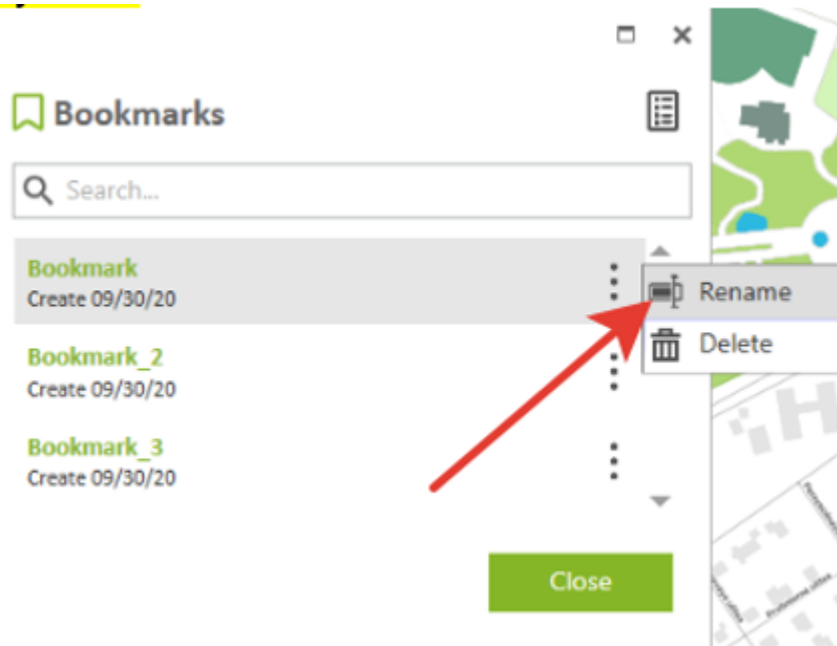 Bookmarks
Search...
Bookmark
Create 09/30/20
Rename
Delete
Bookmark_2
Create 09/30/20
Bookmark_3
Create 09/30/20
Close